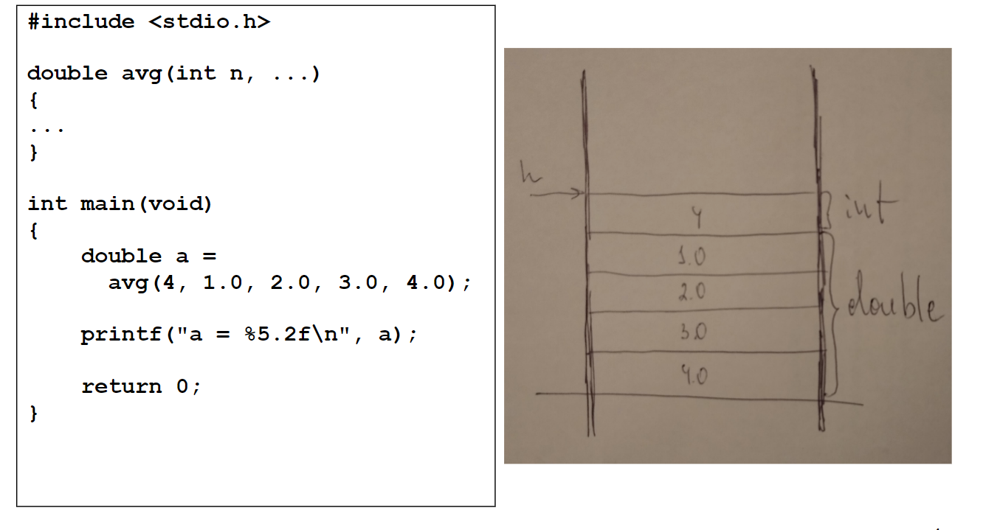 #include <stdio.h>
double avg(int n, ...)
{
...
}
int main(void)
{
double a =
avg(4, 1.0, 2.0, 3.0, 4.0);
printf("a = %5.2f\n", a);
return 0;
}
n
4
int
1.0
2.0
double
3.0
4.0